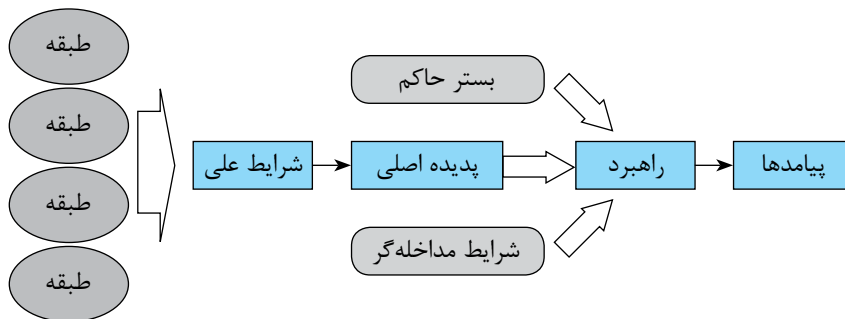 طبقه
طبقه
طبقه
طبقه
بستر حاکم
شرایط علی
پدیده اصلی
راهبرد
پیامدها
شرایط مداخله‌گر